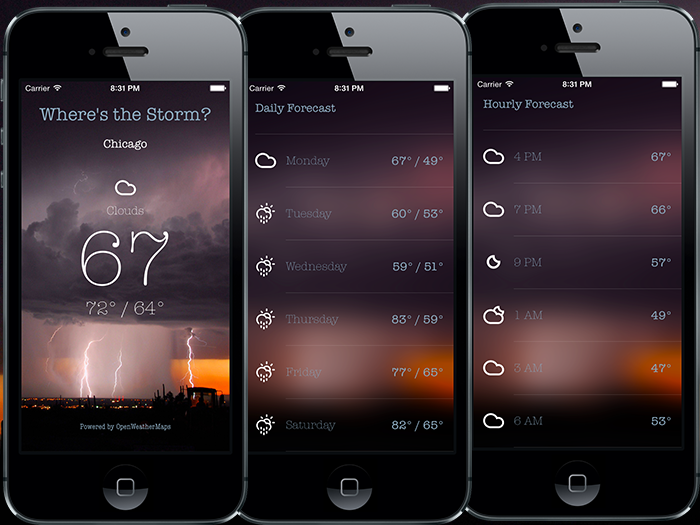 Carrier 8:31 PM
Where's the Storm?
Chicago
Clouds
67
72° / 64°
Powered by OpenWeatherMaps
Carrier 8:31 PM
Daily Forecast
Monday 67° / 49°
Tuesday 60° / 53°
Wednesday 59° / 51°
Thursday 83° / 59°
Friday 77° / 65°
Saturday 82° / 65°
Carrier 8:31 PM
Hourly Forecast
4 PM 67°
7 PM 66°
9 PM 57°
1 AM 49°
3 AM 47°
6 AM 53°